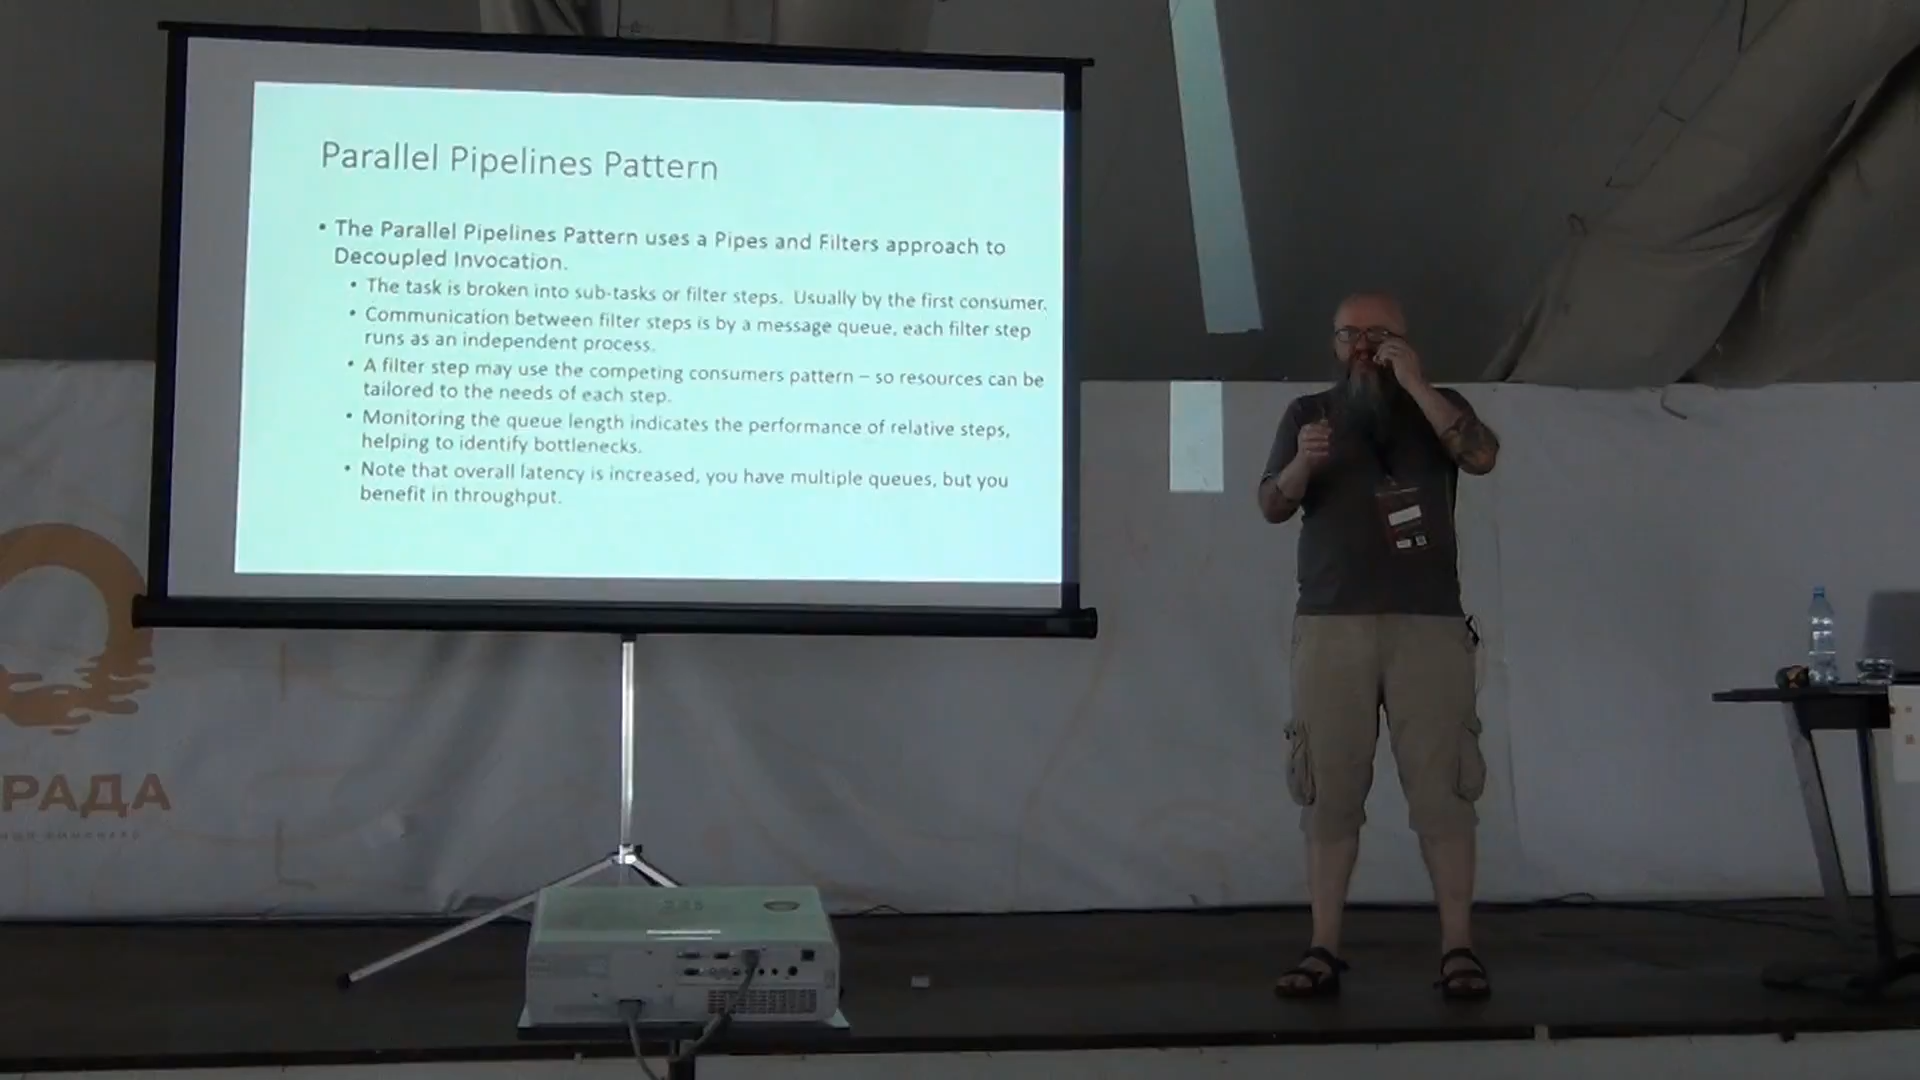 Parallel Pipelines Pattern
• The Parallel Pipelines Pattern uses a Pipes and Filters approach to
Decoupled Invocation.
• The task is broken into sub-tasks or filter steps. Usually by the first consumer.
• Communication between filter steps is by a message queue, each filter step
runs as an independent process.
• A filter step may use the competing consumers pattern – so resources can be
tailored to the needs of each step.
• Monitoring the queue length indicates the performance of relative steps,
helping to identify bottlenecks.
• Note that overall latency is increased, you have multiple queues, but you
benefit in throughput.
РАДА